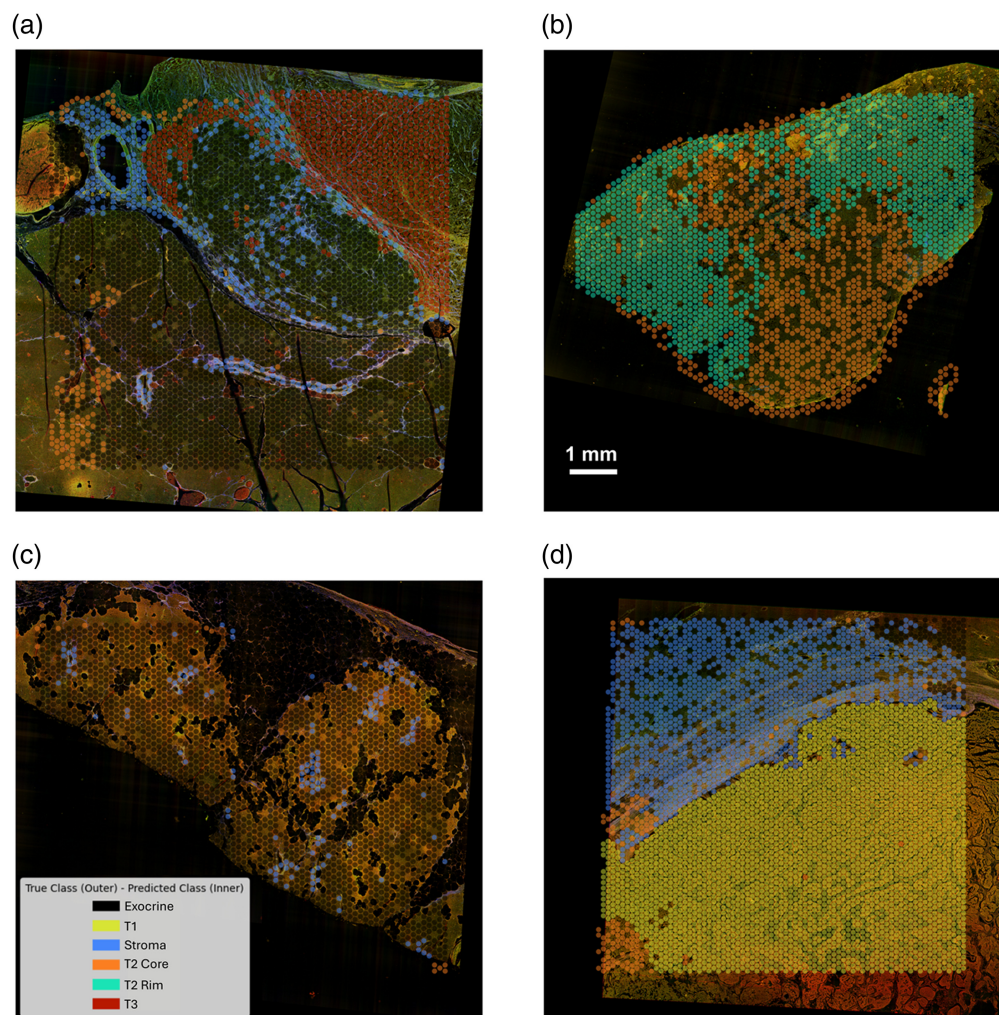 (a)
(b)
1 mm
(c)
(d)
True Class (Outer) - Predicted Class (Inner)
Exocrine
T1
Stroma
T2 Core
T2 Rim
T3